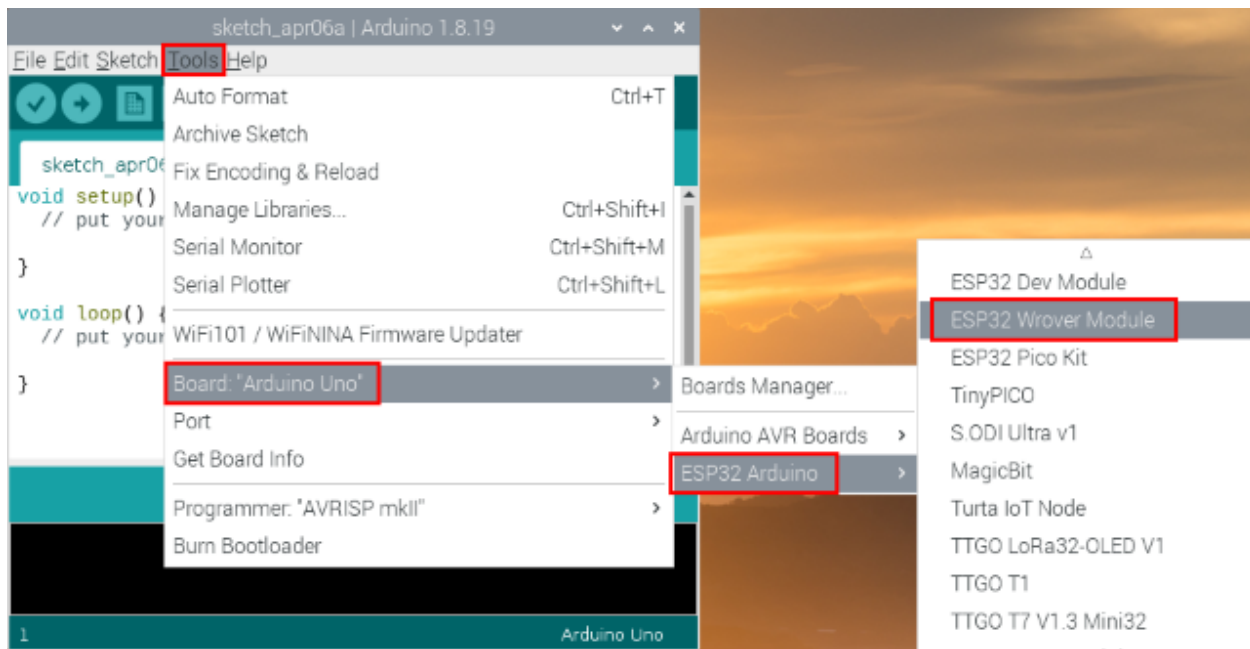 sketch_apr06a | Arduino 1.8.19
File Edit Sketch Tools Help
Auto Format Ctrl+T
Archive Sketch
sketch_apr06
Fix Encoding & Reload
void setup()
// put your
Manage Libraries... Ctrl+Shift+I
Serial Monitor Ctrl+Shift+M
}
Serial Plotter Ctrl+Shift+L
void loop() {
// put your
WiFi101 / WiFiNINA Firmware Updater
}
Board: "Arduino Uno"
Port
Get Board Info
Programmer: "AVRISP mkII"
Burn Bootloader
1 Arduino Uno
Boards Manager...
Arduino AVR Boards
ESP32 Arduino
ESP32 Dev Module
ESP32 Wrover Module
ESP32 Pico Kit
TinyPICO
S.ODI Ultra v1
MagicBit
Turta IoT Node
TTGO LoRa32-OLED V1
TTGO T1
TTGO T7 V1.3 Mini32